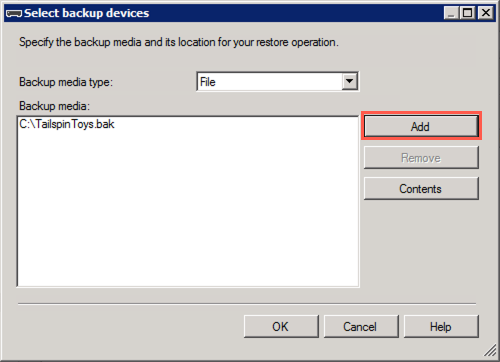 Select backup devices
Specify the backup media and its location for your restore operation.
Backup media type:
File
Backup media:
C:\TailspinToys.bak
Add
Remove
Contents
OK
Cancel
Help